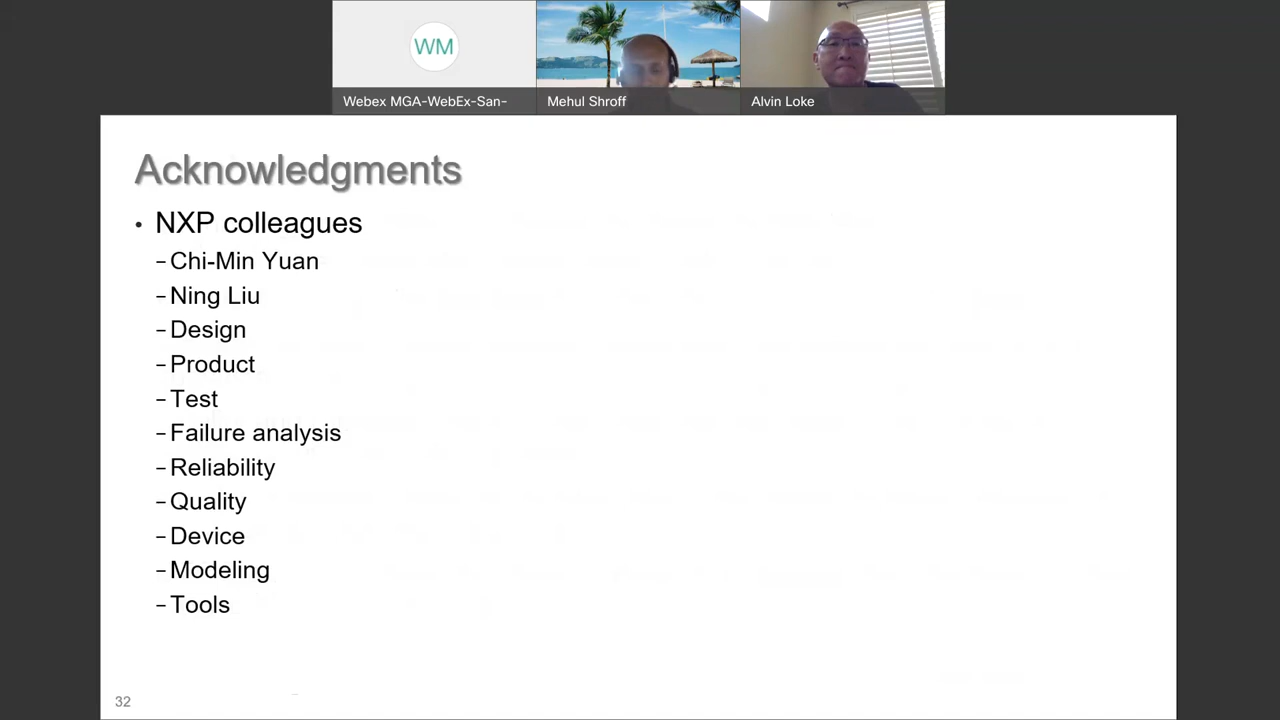 WM
Webex MGA-WebEx-San-
Mehul Shroff
Alvin Loke
Acknowledgments
• NXP colleagues
–Chi-Min Yuan
–Ning Liu
–Design
–Product
–Test
–Failure analysis
–Reliability
–Quality
–Device
–Modeling
–Tools
32